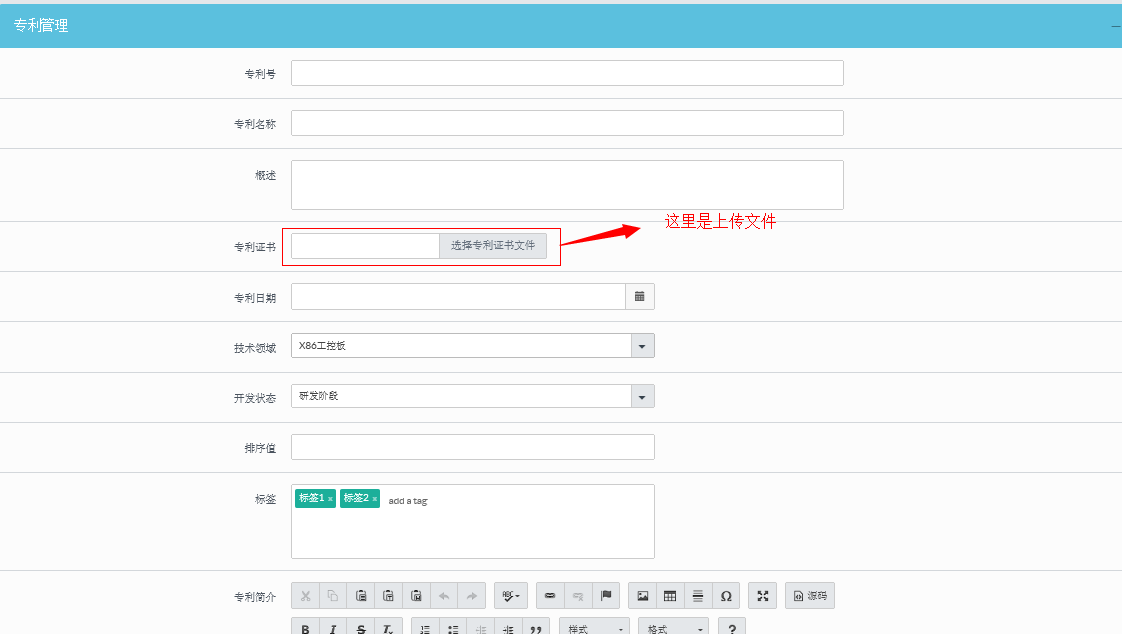 专利管理
专利号
专利名称
概述
这里是上传文件
专利证书 选择专利证书文件
专利日期
技术领域 X86工控板
开发状态 研发阶段
排序值
标签 标签1 × 标签2 × add a tag
专利简介 ABC Ω 源码
B I S Tx 样式 格式 ?